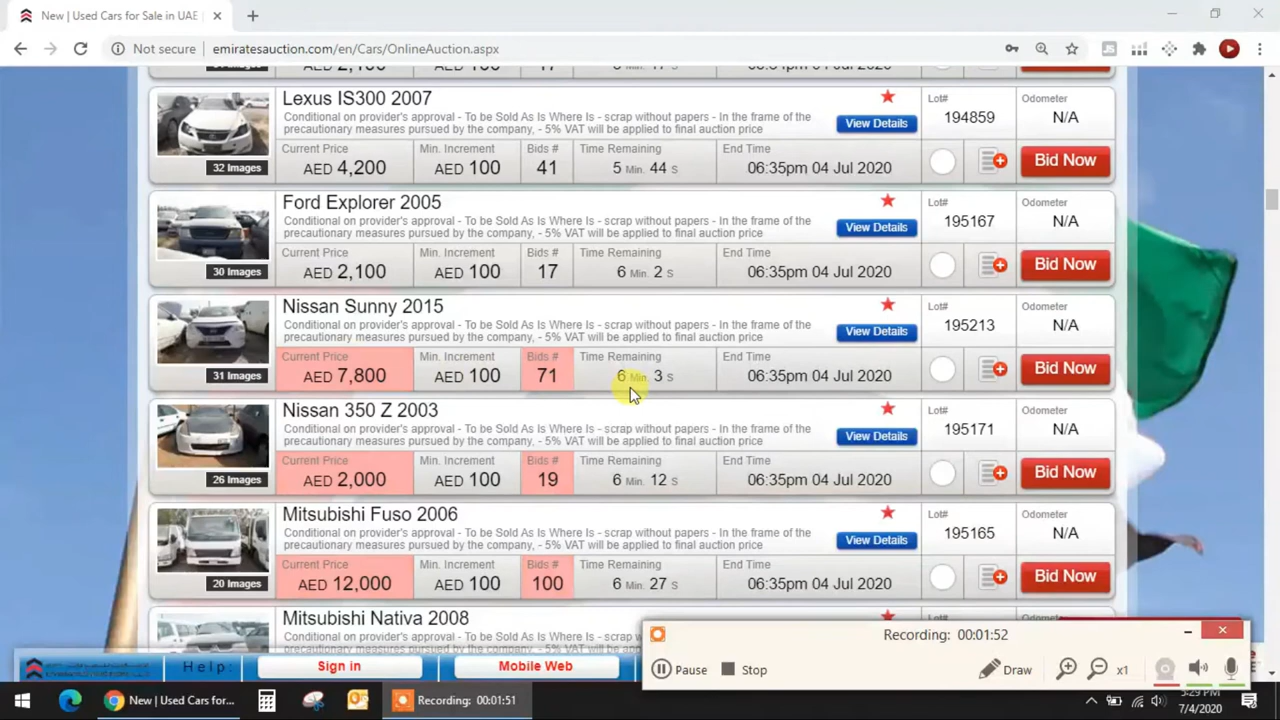 New | Used Cars for Sale in UAE
Not secure | emiratesauction.com/en/Cars/OnlineAuction.aspx
Lexus IS300 2007
Conditional on provider's approval - To be Sold As Is Where Is - scrap without papers - In the frame of the
precautionary measures pursued by the company, - 5% VAT will be applied to final auction price
View Details
Lot#
194859
Odometer
N/A
32 Images
Current Price
AED 4,200
Min. Increment
AED 100
Bids #
41
Time Remaining
5 Min. 44 S
End Time
06:35pm 04 Jul 2020
Bid Now
Ford Explorer 2005
Conditional on provider's approval - To be Sold As Is Where Is - scrap without papers - In the frame of the
precautionary measures pursued by the company, - 5% VAT will be applied to final auction price
View Details
Lot#
195167
Odometer
N/A
30 Images
Current Price
AED 2,100
Min. Increment
AED 100
Bids #
17
Time Remaining
6 Min. 2 S
End Time
06:35pm 04 Jul 2020
Bid Now
Nissan Sunny 2015
Conditional on provider's approval - To be Sold As Is Where Is - scrap without papers - In the frame of the
precautionary measures pursued by the company, - 5% VAT will be applied to final auction price
View Details
Lot#
195213
Odometer
N/A
31 Images
Current Price
AED 7,800
Min. Increment
AED 100
Bids #
71
Time Remaining
6 Min. 3 S
End Time
06:35pm 04 Jul 2020
Bid Now
Nissan 350 Z 2003
Conditional on provider's approval - To be Sold As Is Where Is - scrap without papers - In the frame of the
precautionary measures pursued by the company, - 5% VAT will be applied to final auction price
View Details
Lot#
195171
Odometer
N/A
26 Images
Current Price
AED 2,000
Min. Increment
AED 100
Bids #
19
Time Remaining
6 Min. 12 S
End Time
06:35pm 04 Jul 2020
Bid Now
Mitsubishi Fuso 2006
Conditional on provider's approval - To be Sold As Is Where Is - scrap without papers - In the frame of the
precautionary measures pursued by the company, - 5% VAT will be applied to final auction price
View Details
Lot#
195165
Odometer
N/A
20 Images
Current Price
AED 12,000
Min. Increment
AED 100
Bids #
100
Time Remaining
6 Min. 27 S
End Time
06:35pm 04 Jul 2020
Bid Now
Mitsubishi Nativa 2008
Recording: 00:01:52
Pause
Stop
Draw
x1
Help:
Sign in
Mobile Web
New | Used Cars for...
Recording: 00:01:51
5:29 PM
7/4/2020